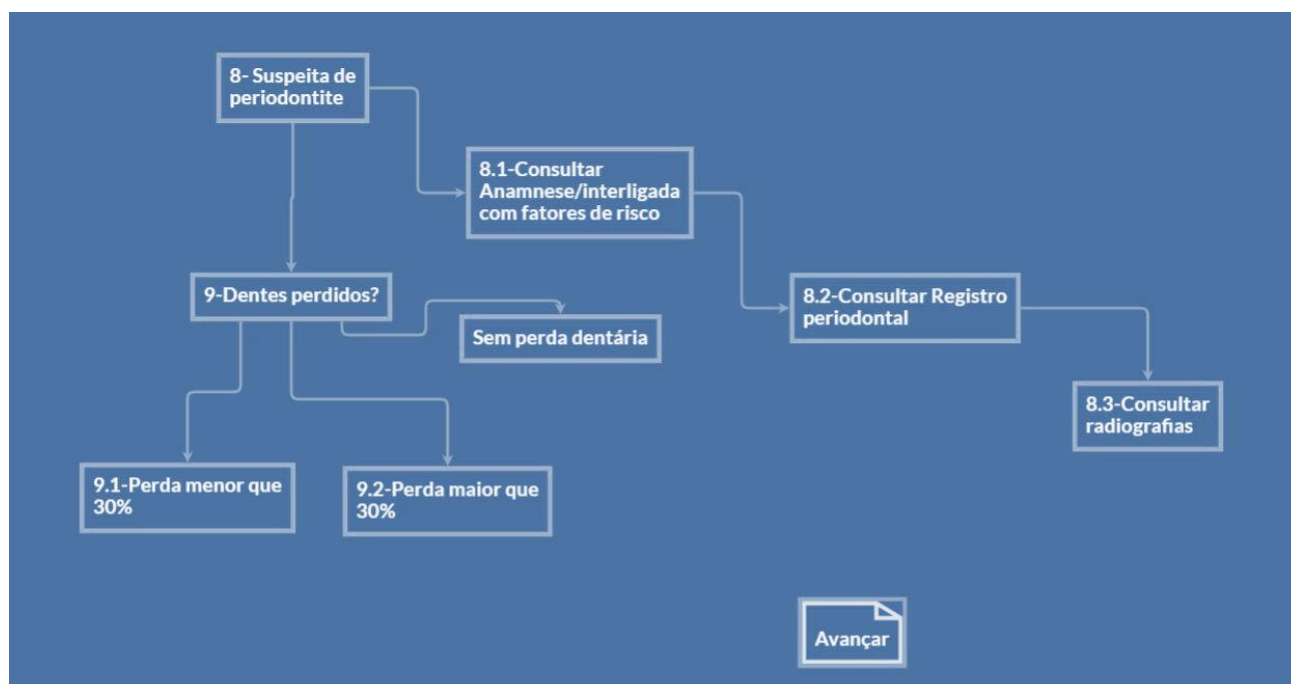 8- Suspeita de
periodontite
8.1-Consultar
Anamnese/interligada
com fatores de risco
9-Dentes perdidos?
8.2-Consultar Registro
periodontal
Sem perda dentária
8.3-Consultar
radiografias
9.1-Perda menor que
30%
9.2-Perda maior que
30%
Avançar